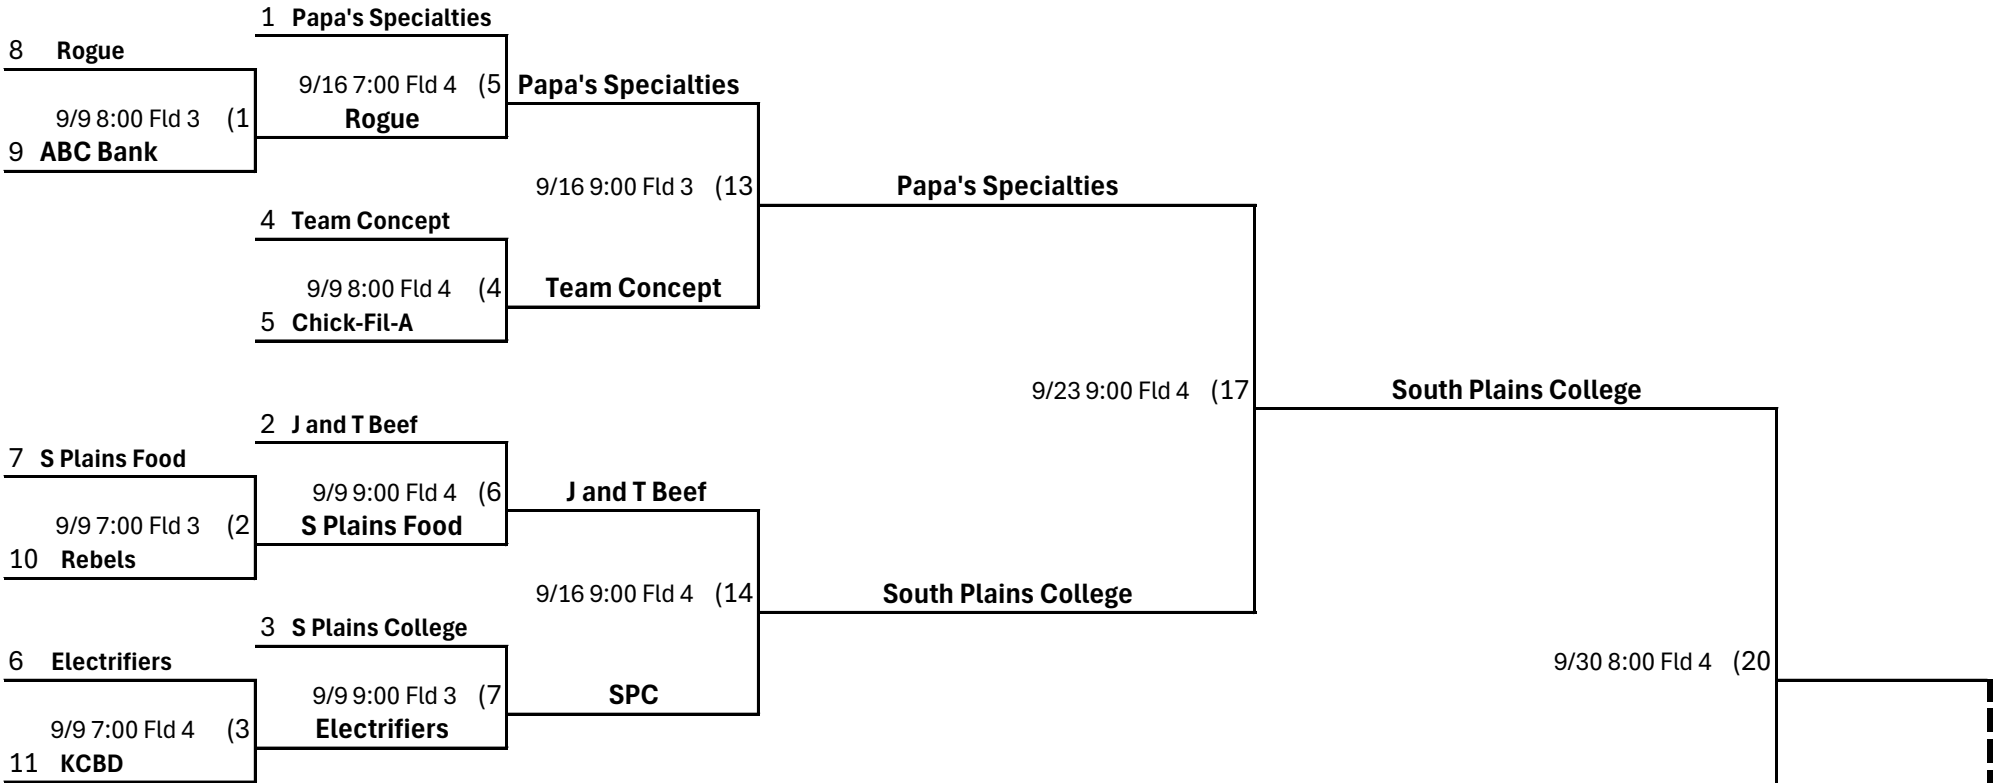 1 Papa's Specialties
8 Rogue
9/16 7:00 Fld 4 (5 Papa's Specialties
9/9 8:00 Fld 3 (1 Rogue
9 ABC Bank
9/16 9:00 Fld 3 (13 Papa's Specialties
4 Team Concept
9/9 8:00 Fld 4 (4 Team Concept
5 Chick-Fil-A
9/23 9:00 Fld 4 (17 South Plains College
2 J and T Beef
7 S Plains Food
9/9 9:00 Fld 4 (6 J and T Beef
9/9 7:00 Fld 3 (2 S Plains Food
10 Rebels
9/16 9:00 Fld 4 (14 South Plains College
3 S Plains College
6 Electrifiers
9/30 8:00 Fld 4 (20
9/9 9:00 Fld 3 (7 SPC
9/9 7:00 Fld 4 (3 Electrifiers
11 KCBD